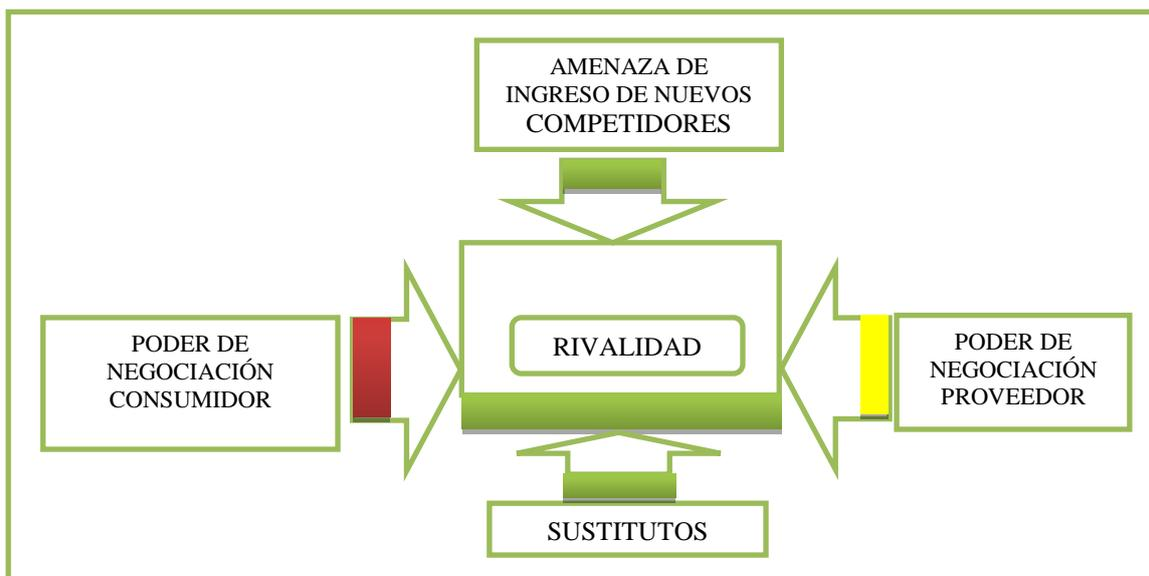 AMENAZA DE
INGRESO DE NUEVOS
COMPETIDORES
PODER DE
NEGOCIACIÓN
CONSUMIDOR
RIVALIDAD
PODER DE
NEGOCIACIÓN
PROVEEDOR
SUSTITUTOS